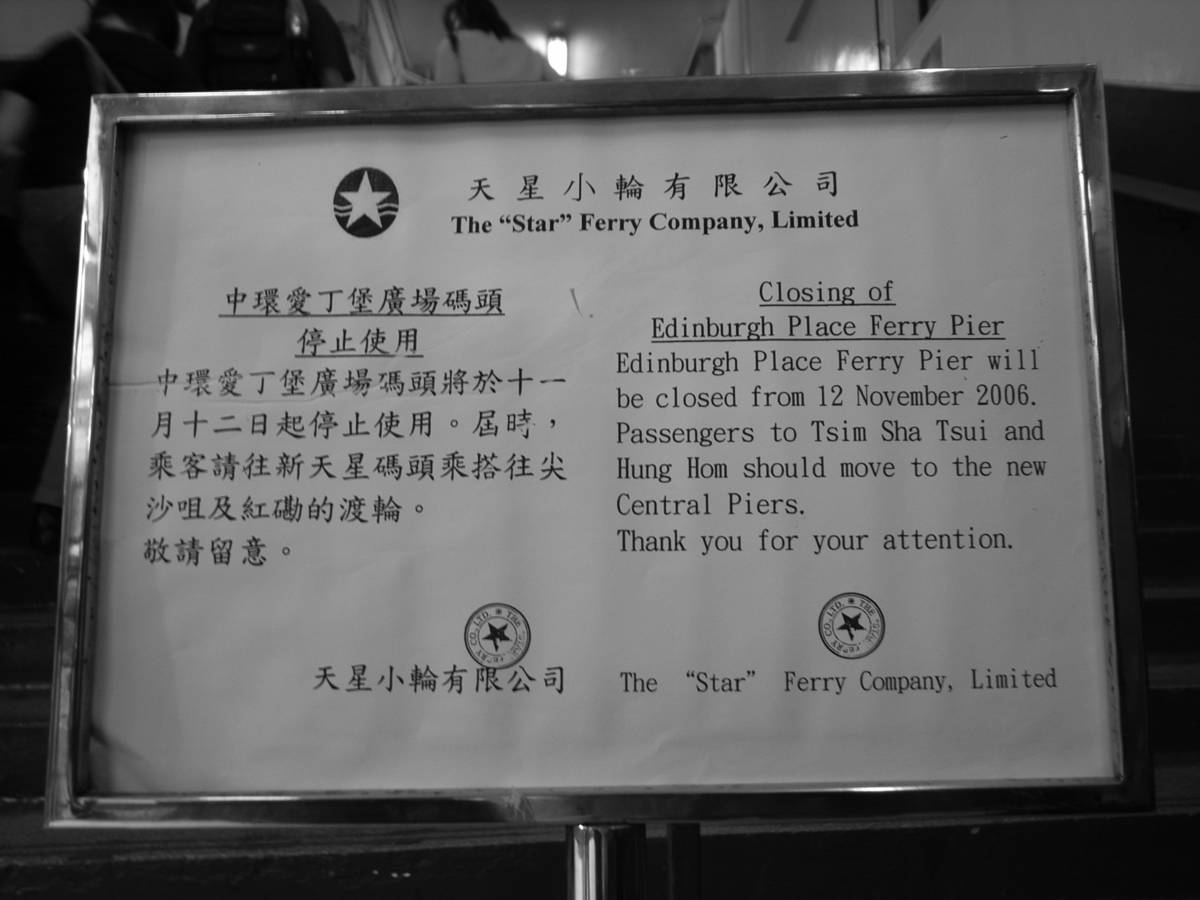 天星小輪有限公司
The “Star” Ferry Company, Limited
中環愛丁堡廣場碼頭
停止使用
中環愛丁堡廣場碼頭將於十一
月十二日起停止使用。屆時，
乘客請往新天星碼頭乘搭往尖
沙咀及紅磡的渡輪。
敬請留意。
天星小輪有限公司
Closing of
Edinburgh Place Ferry Pier
Edinburgh Place Ferry Pier will
be closed from 12 November 2006.
Passengers to Tsim Sha Tsui and
Hung Hom should move to the new
Central Piers.
Thank you for your attention.
THE "STAR" FERRY CO., LTD.
The “Star” Ferry Company, Limited